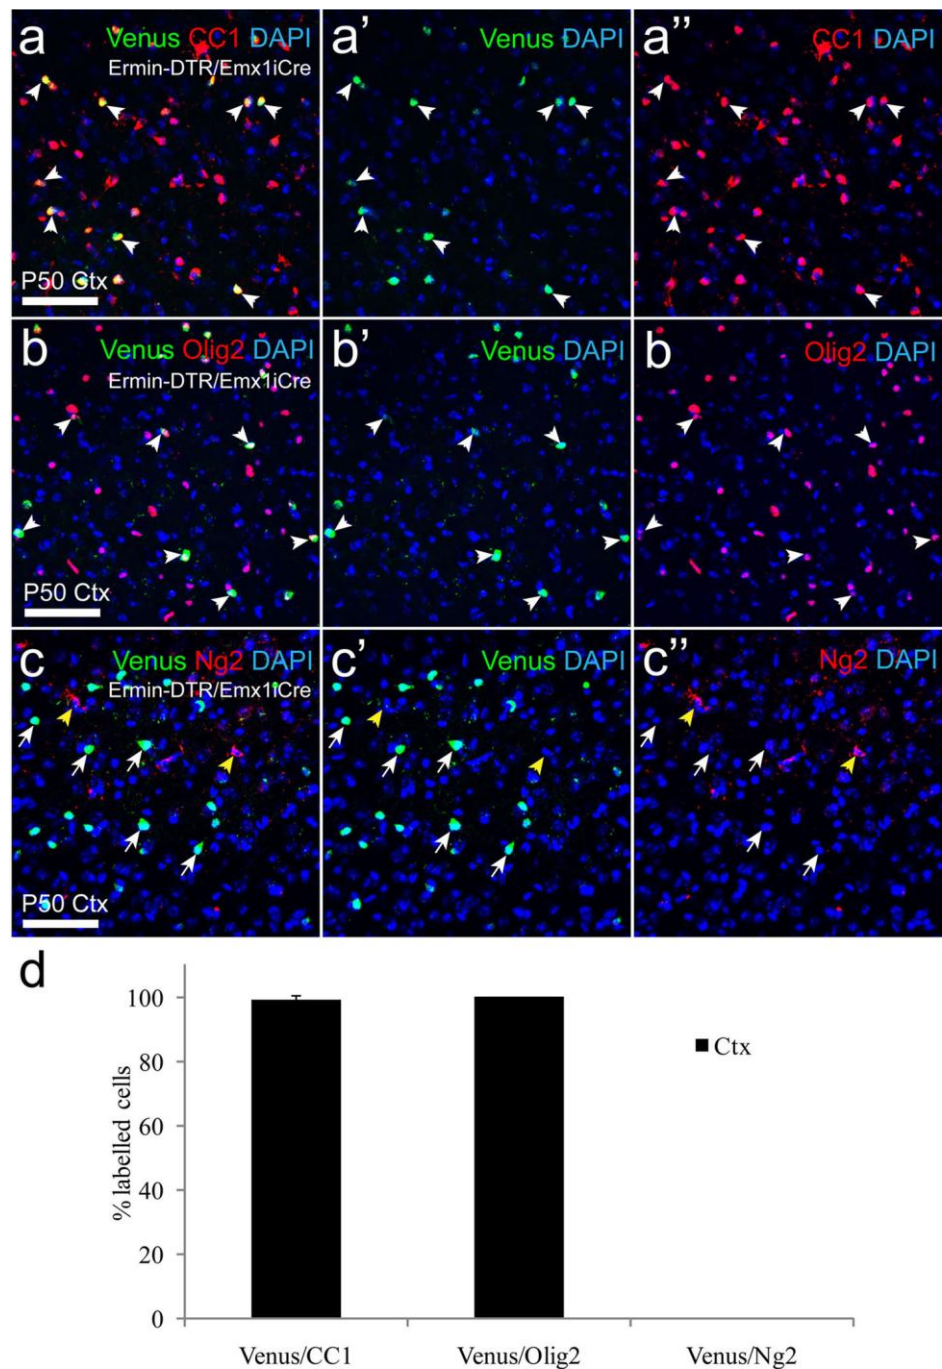 a
Venus CC1 DAPI
Ermin-DTR/Emx1iCre
P50 Ctx
a’
Venus DAPI
a’’
CC1 DAPI
b
Venus Olig2 DAPI
Ermin-DTR/Emx1iCre
P50 Ctx
b’
Venus DAPI
b
Olig2 DAPI
c
Venus Ng2 DAPI
Ermin-DTR/Emx1iCre
P50 Ctx
c’
Venus DAPI
c’’
Ng2 DAPI
d
% labelled cells
100
80
60
40
20
0
Venus/CC1
Venus/Olig2
Venus/Ng2
Ctx